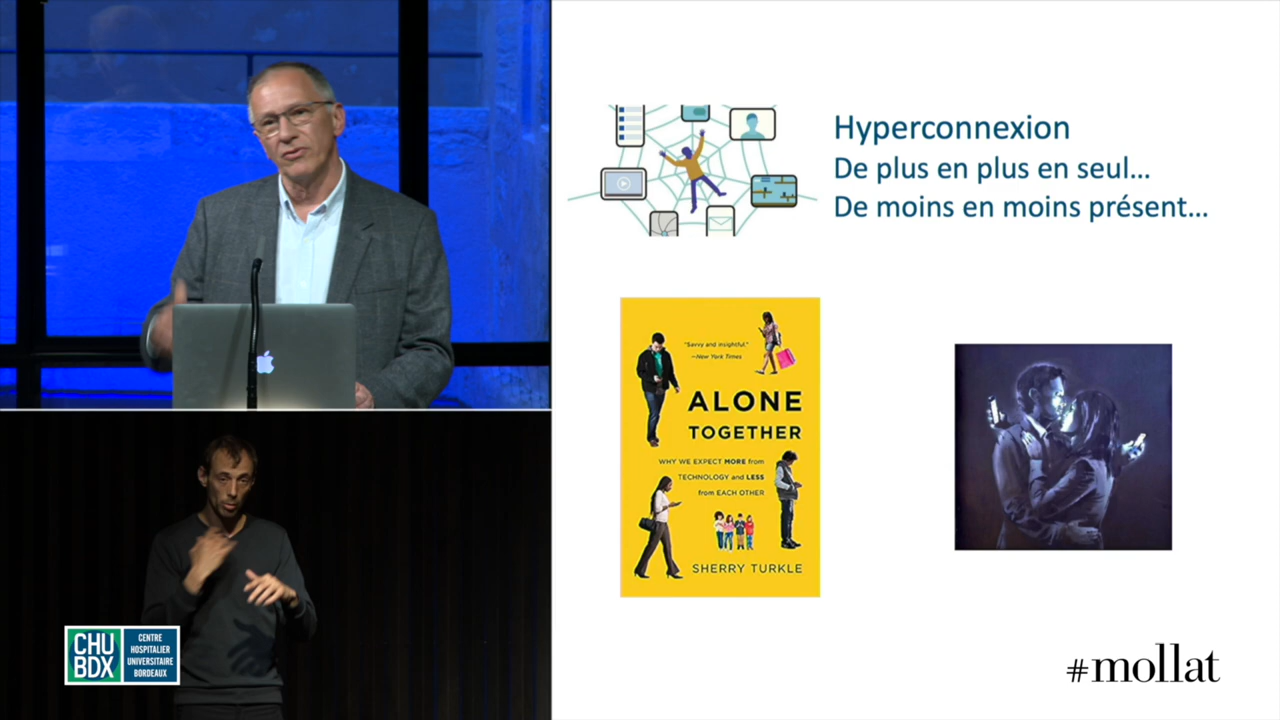 Hyperconnexion
De plus en plus en seul...
De moins en moins présent...
"Savvy and insightful."
—New York Times
ALONE
TOGETHER
WHY WE EXPECT MORE from
TECHNOLOGY and LESS
from EACH OTHER
SHERRY TURKLE
CHU
BDX
CENTRE
HOSPITALIER
UNIVERSITAIRE
BORDEAUX
#mollat